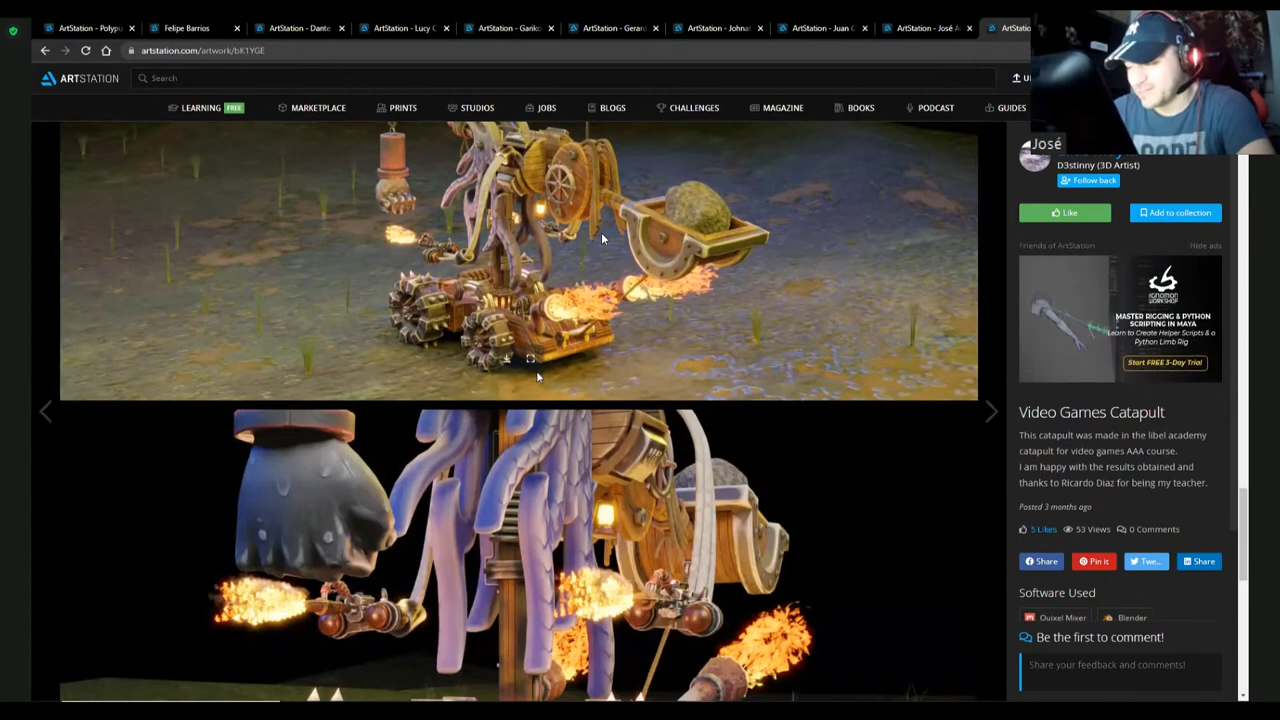 ArtStation - Polypu
Felipe Barrios
ArtStation - Dante
ArtStation - Lucy C
ArtStation - Gariko
ArtStation - Gerard
ArtStation - Johna
ArtStation - Juan C
ArtStation - José A
ArtStatio
artstation.com/artwork/bK1YGE
ARTSTATION
Search
LEARNING FREE
MARKETPLACE
PRINTS
STUDIOS
JOBS
BLOGS
CHALLENGES
MAGAZINE
BOOKS
PODCAST
GUIDES
José
D3stinny (3D Artist)
Follow back
Like
Add to collection
Friends of ArtStation
Hide ads
GNOMON
WORKSHOP
MASTER RIGGING & PYTHON
SCRIPTING IN MAYA
Learn to Create Helper Scripts & a
Python Limb Rig
Start FREE 3-Day Trial
Video Games Catapult
This catapult was made in the libel academy
catapult for video games AAA course.
I am happy with the results obtained and
thanks to Ricardo Diaz for being my teacher.
Posted 3 months ago
5 Likes 53 Views 0 Comments
Share
Pin it
Twe...
Share
Software Used
Quixel Mixer
Blender
Be the first to comment!
Share your feedback and comments!